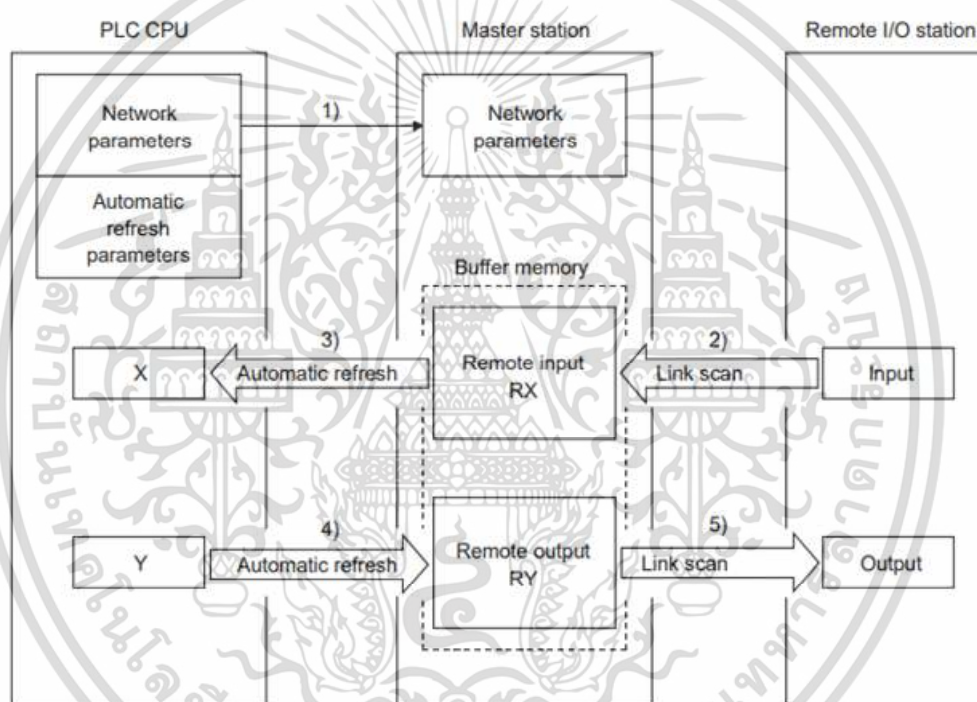 PLC CPU
Master station
Remote I/O station
Network
parameters
1)
Network
parameters
Automatic
refresh
parameters
Buffer memory
X
3)
Automatic refresh
Remote input
RX
2)
Link scan
Input
Y
4)
Automatic refresh
Remote output
RY
5)
Link scan
Output